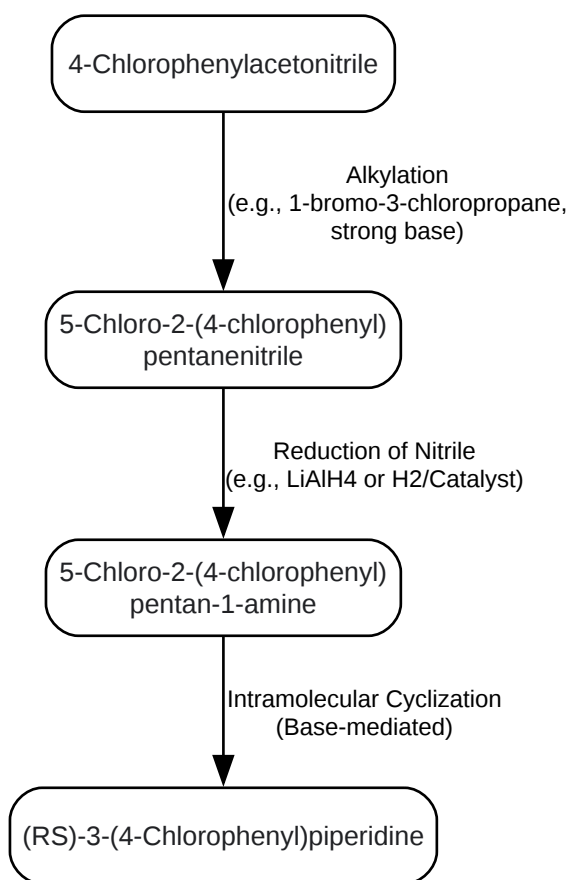 4-Chlorophenylacetonitrile
Alkylation
(e.g., 1-bromo-3-chloropropane,
strong base)
5-Chloro-2-(4-chlorophenyl)
pentanenitrile
Reduction of Nitrile
(e.g., LiAlH4 or H2/Catalyst)
5-Chloro-2-(4-chlorophenyl)
pentan-1-amine
Intramolecular Cyclization
(Base-mediated)
(RS)-3-(4-Chlorophenyl)piperidine